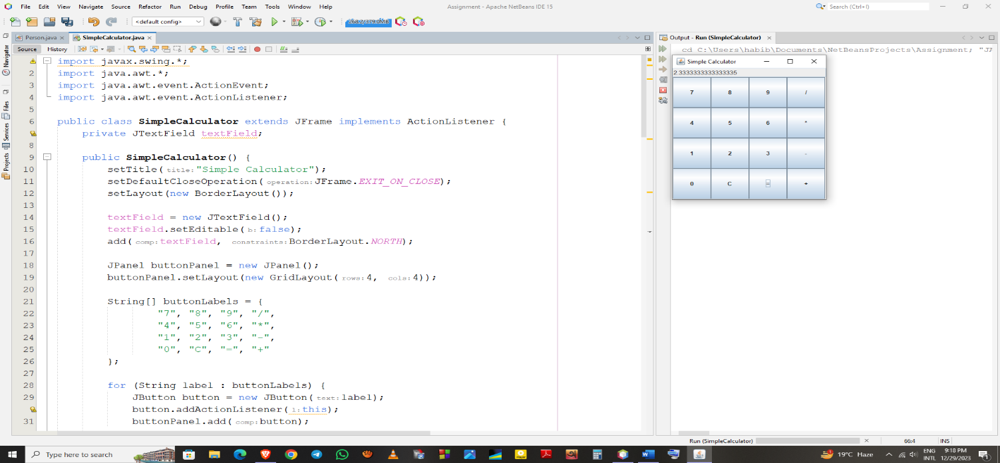 File Edit View Navigate Source Refactor Run Debug Profile Team Tools Window Help
SimpleCalculator - Apache NetBeans IDE 15
Search (Ctrl+I)
<default config>
Person.java
SimpleCalculator.java
Source History
Navigator
Files
Services
Projects
import javax.swing.*;
2 import java.awt.*;
3 import java.awt.event.ActionEvent;
4 import java.awt.event.ActionListener;
5
6 public class SimpleCalculator extends JFrame implements ActionListener {
private JTextField textField;
8
9 public SimpleCalculator() {
10 setTitle(title:"Simple Calculator");
11 setDefaultCloseOperation(operation:JFrame.EXIT_ON_CLOSE);
12 setLayout(new BorderLayout());
13
14 textField = new JTextField();
15 textField.setEditable(b:false);
16 add(comp:textField, constraints:BorderLayout.NORTH);
17
18 JPanel buttonPanel = new JPanel();
19 buttonPanel.setLayout(new GridLayout(rows:4, cols:4));
20
21 String[] buttonLabels = {
22 "7", "8", "9", "/",
23 "4", "5", "6", "*",
24 "1", "2", "3", "-",
25 "0", "C", "=", "+"
26 };
27
28 for (String label : buttonLabels) {
29 JButton button = new JButton(text:label);
button.addActionListener(l:this);
31 buttonPanel.add(comp:button);
Output - Run (SimpleCalculator)
cd C:\Users\habib\Documents\NetBeansProjects\Assignment; "JA
Simple Calculator
2.3333333333333335
7 8 9 /
4 5 6 *
1 2 3 -
0 C = +
Run (SimpleCalculator)
66:4 INS
Type here to search
19°C Haze
ENG
INTL
9:18 PM
12/29/2023
1